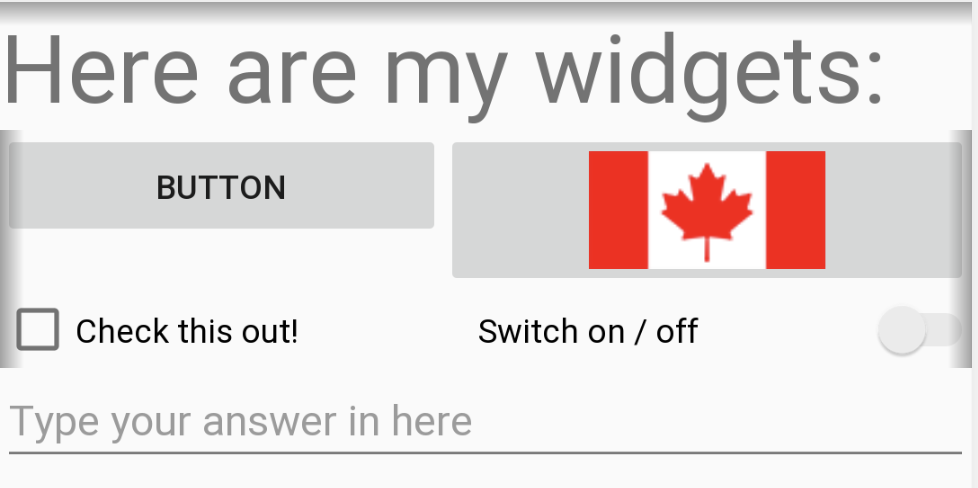 Here are my widgets:
BUTTON
Check this out!
Switch on / off
Type your answer in here